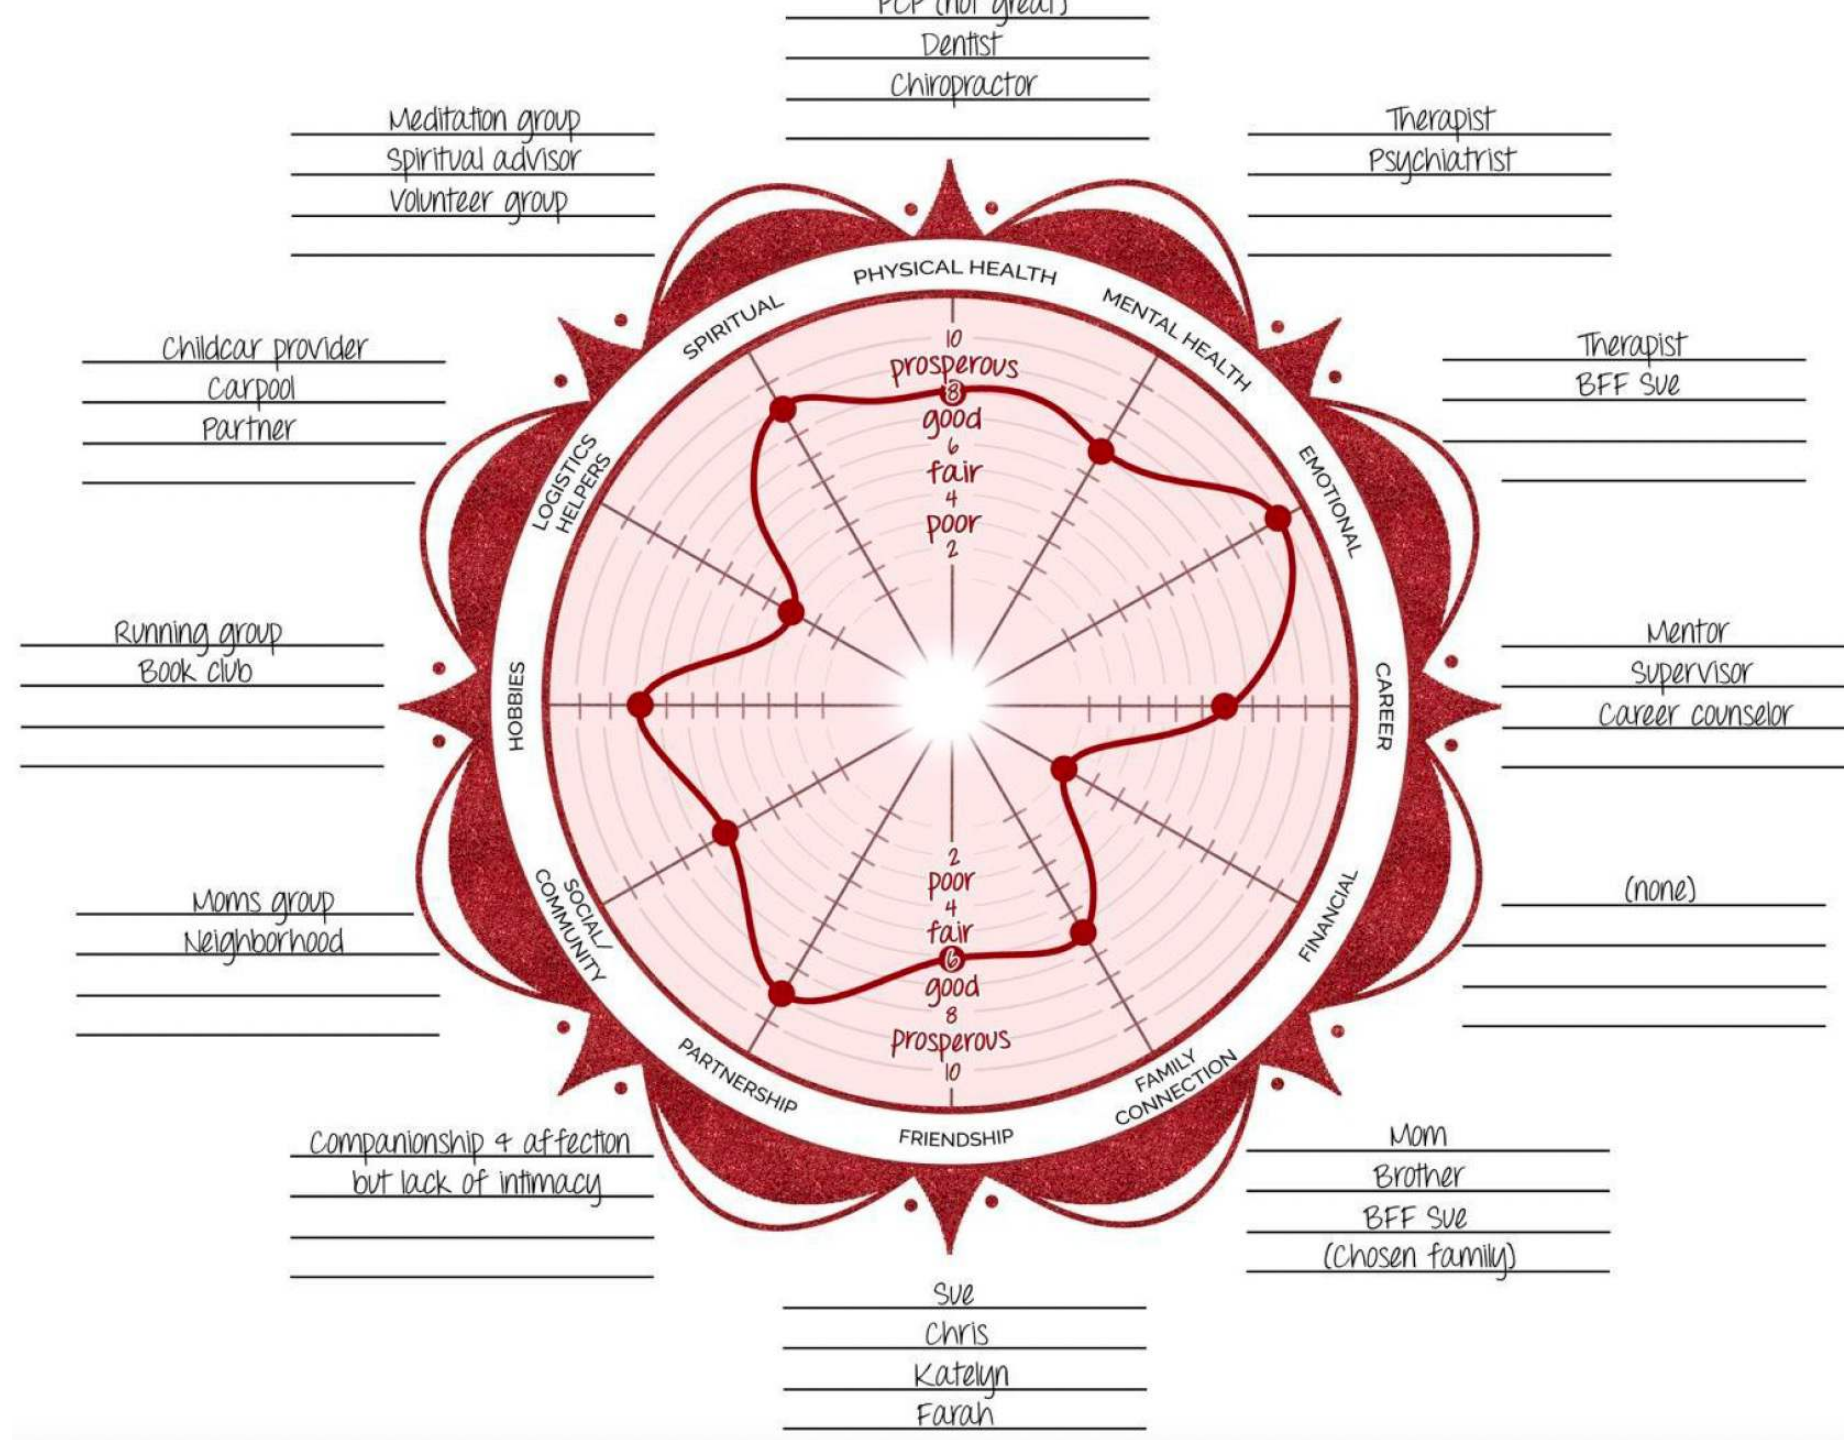 PCP (not great)
Dentist
Chiropractor
Meditation group
Spiritual advisor
Volunteer group
Therapist
Psychiatrist
Childcar provider
Carpool
Partner
Therapist
BFF Sue
Running group
Book club
Mentor
Supervisor
Career counselor
Moms group
Neighborhood
(none)
Companionship & affection
but lack of intimacy
Mom
Brother
BFF Sue
(Chosen family)
Sue
Chris
Katelyn
Farah
PHYSICAL HEALTH
MENTAL HEALTH
EMOTIONAL
CAREER
FINANCIAL
FAMILY
CONNECTION
FRIENDSHIP
PARTNERSHIP
SOCIAL/
COMMUNITY
HOBBIES
LOGISTICS
HELPERS
SPIRITUAL
10
prosperous
8
good
6
fair
4
poor
2
2
poor
4
fair
6
good
8
prosperous
10